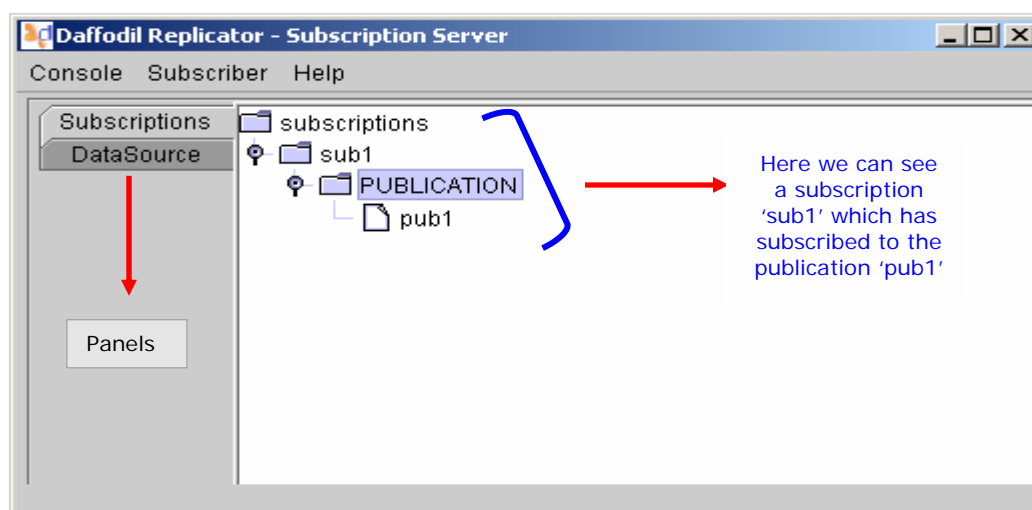 Daffodil Replicator - Subscription Server
Console Subscriber Help
Subscriptions
DataSource
subscriptions
sub1
PUBLICATION
pub1
Here we can see
a subscription
‘sub1’ which has
subscribed to the
publication ‘pub1’
Panels